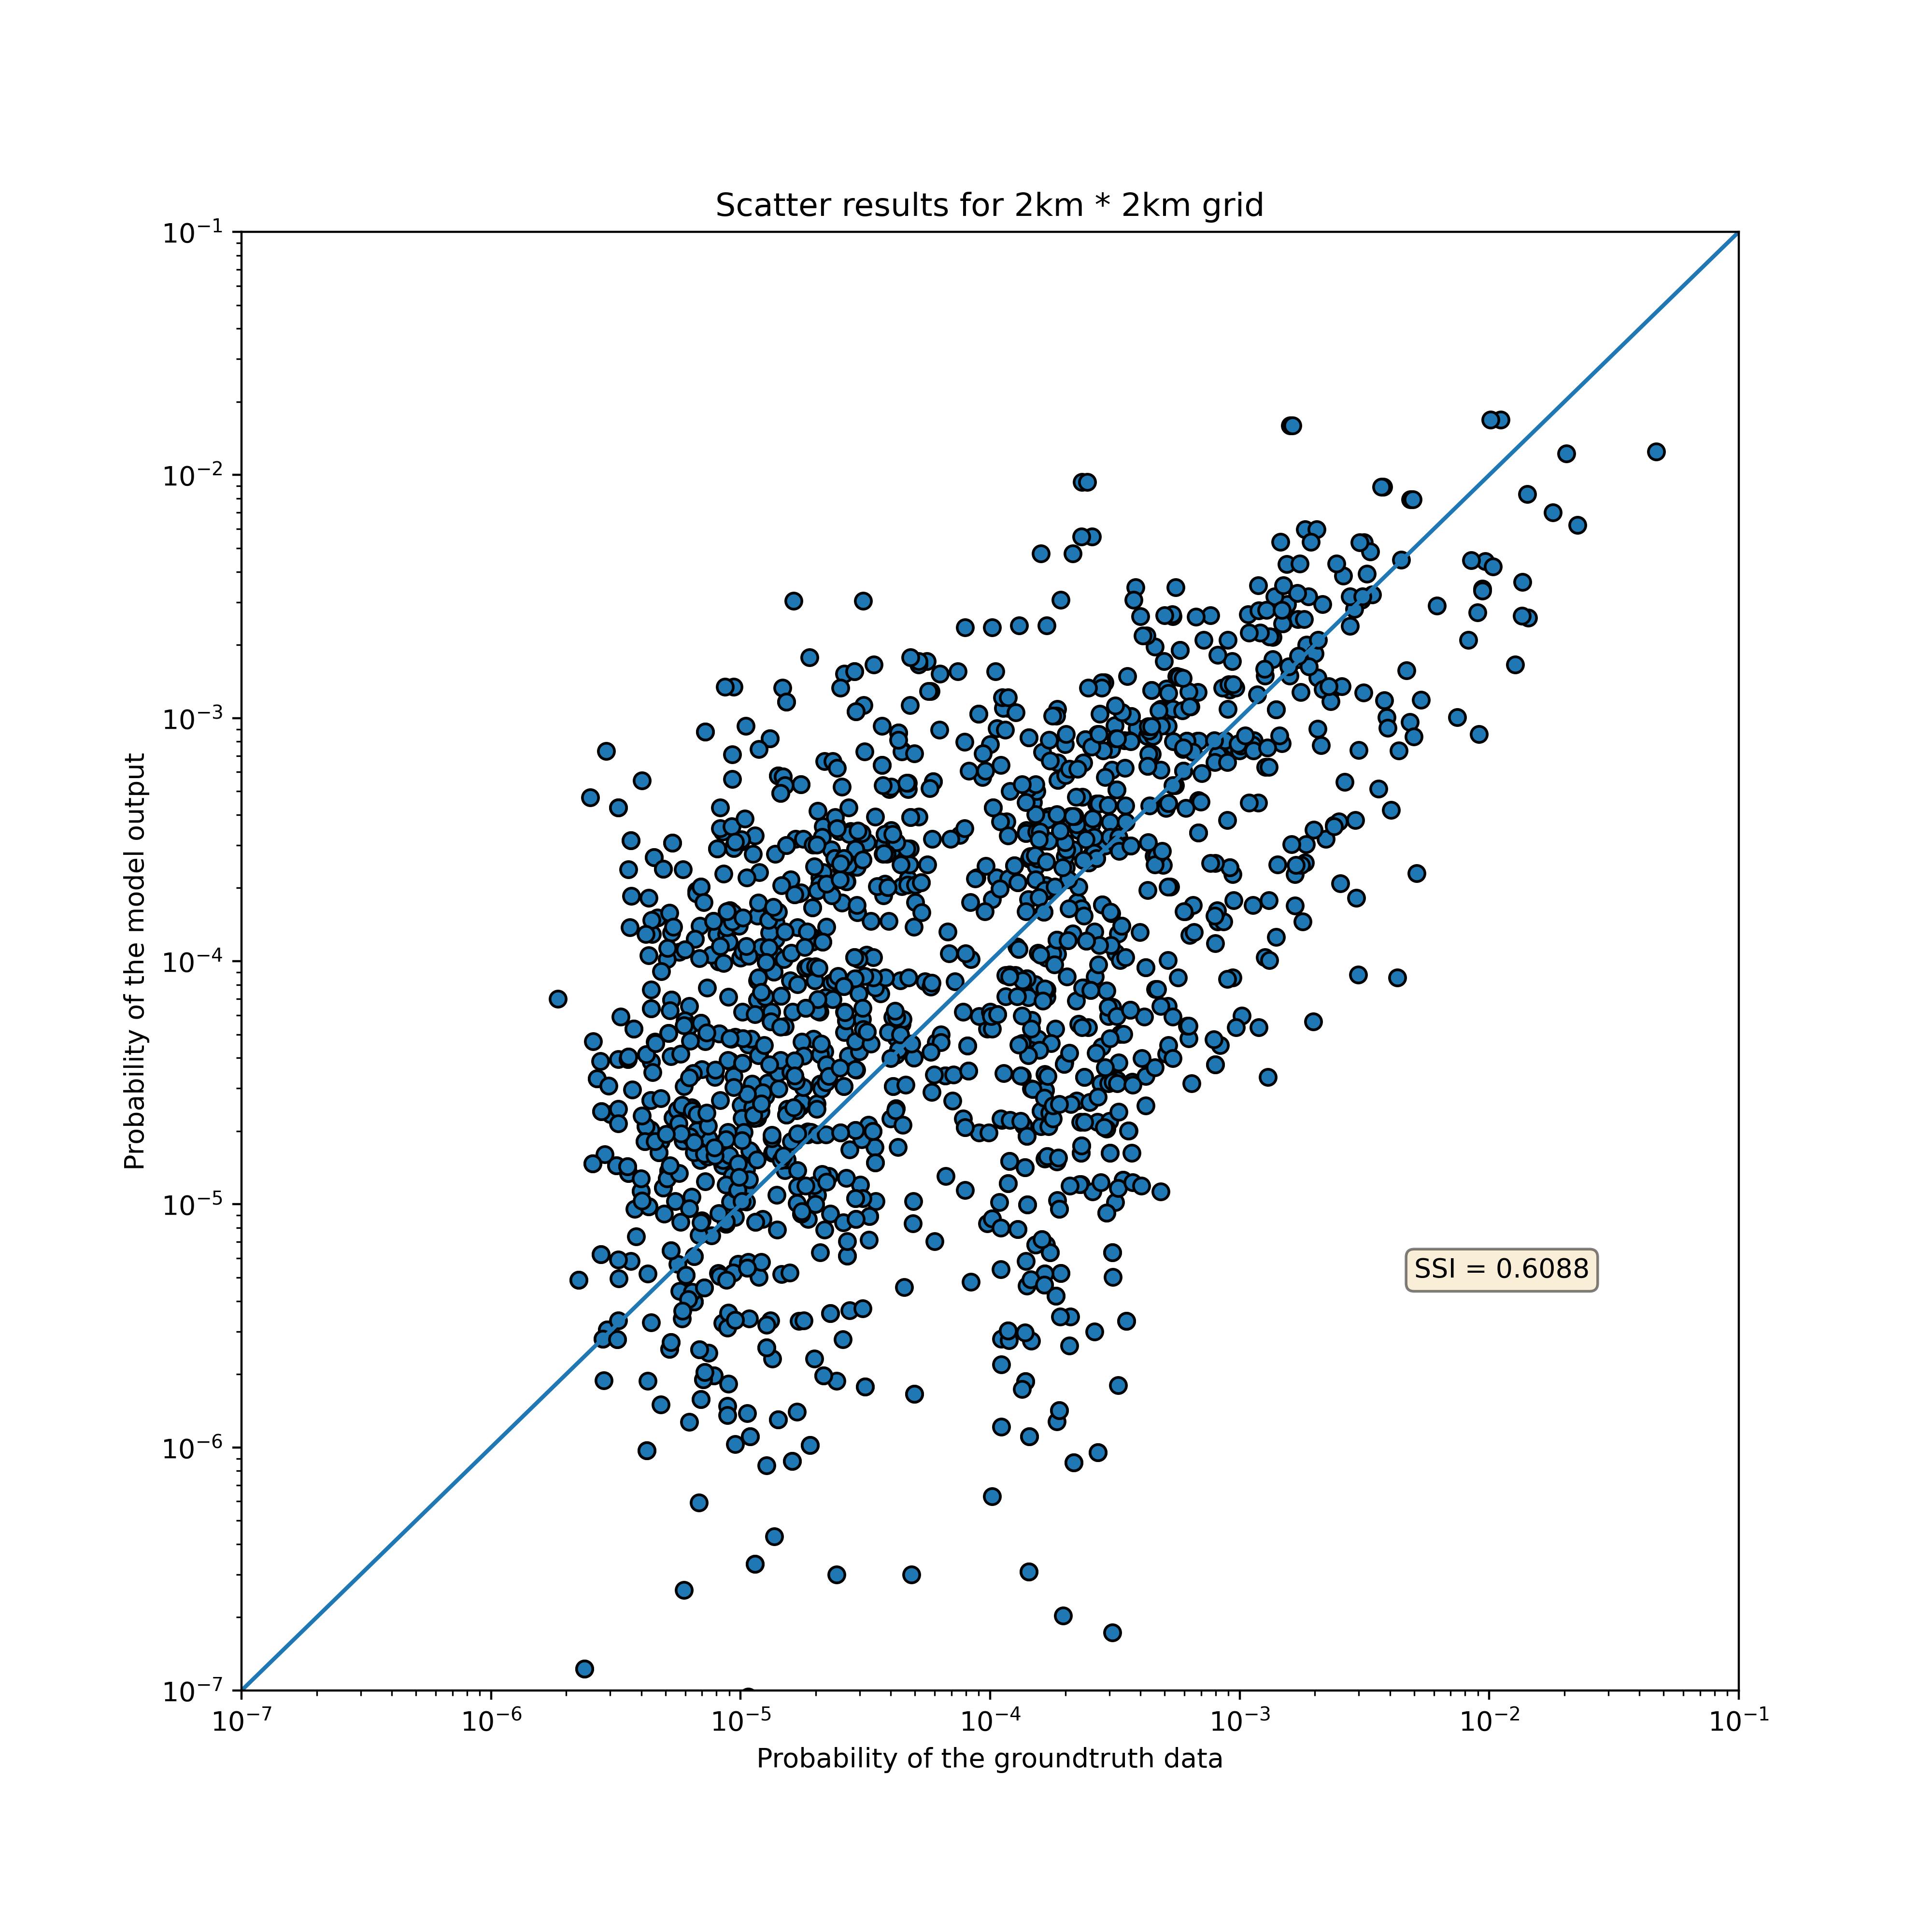 Scatter results for 2km * 2km grid
10⁻¹
10⁻²
10⁻³
10⁻⁴
10⁻⁵
10⁻⁶
10⁻⁷
Probability of the model output
SSI = 0.6088
10⁻⁷ 10⁻⁶ 10⁻⁵ 10⁻⁴ 10⁻³ 10⁻² 10⁻¹
Probability of the groundtruth data